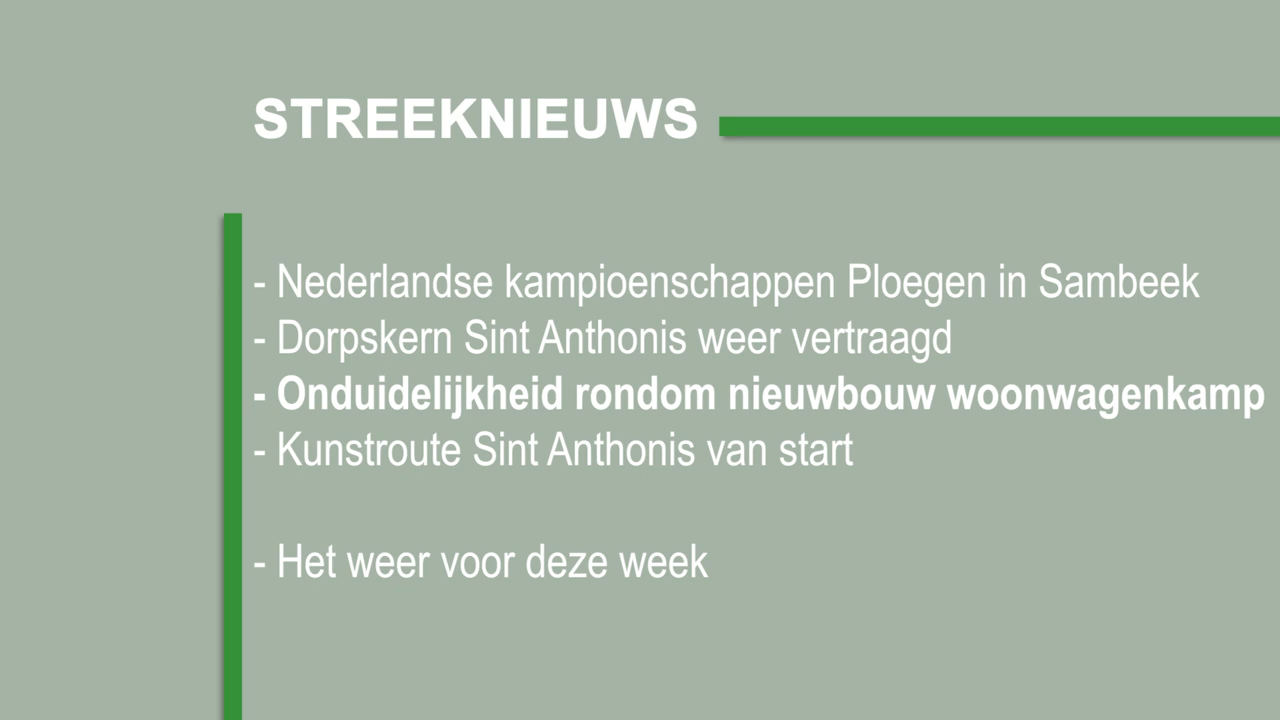 STREEKNIEUWS
- Nederlandse kampioenschappen Ploegen in Sambeek
- Dorpskern Sint Anthonis weer vertraagd
- Onduidelijkheid rondom nieuwbouw woonwagenkamp
- Kunstroute Sint Anthonis van start
- Het weer voor deze week